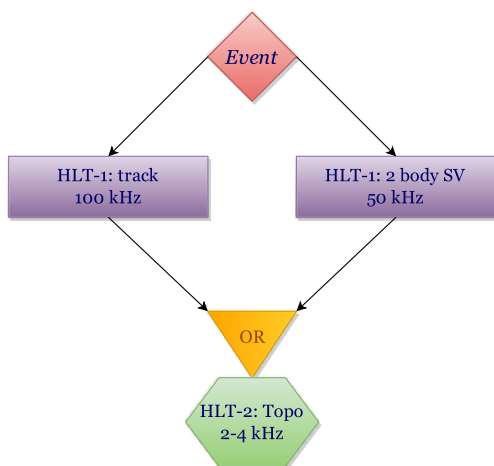 Event
HLT-1: track
100 kHz
HLT-1: 2 body SV
50 kHz
OR
HLT-2: Topo
2-4 kHz